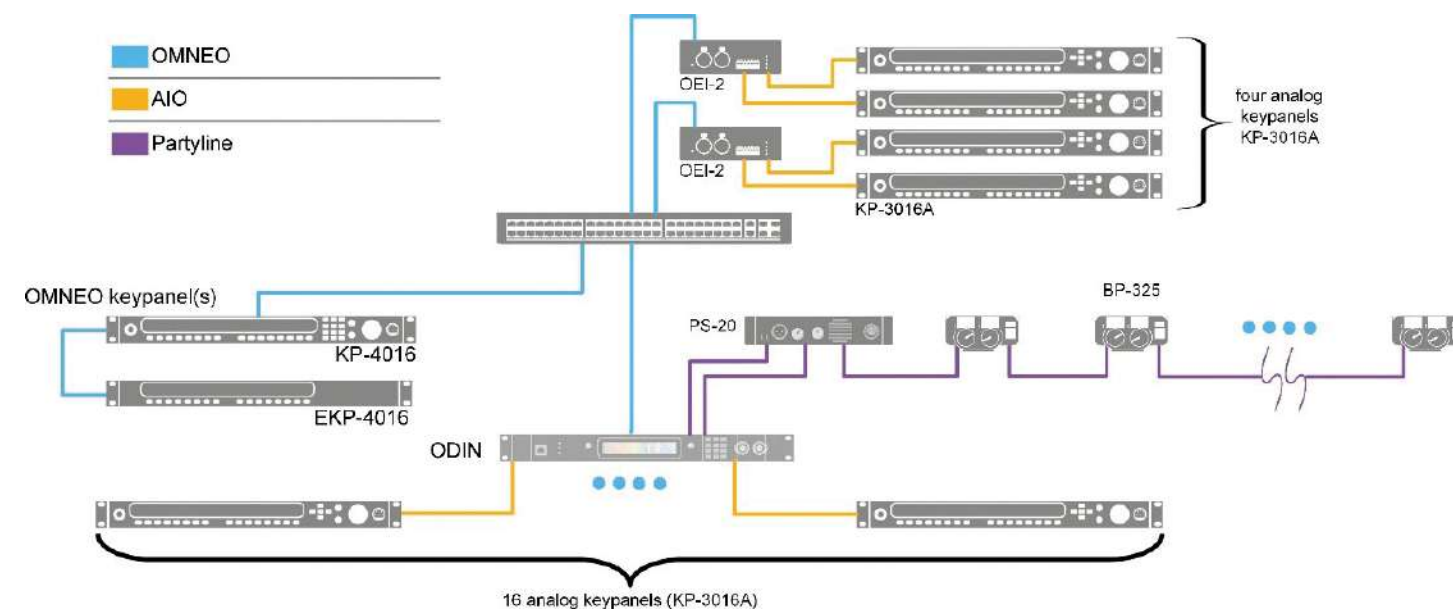 OMNEO
AIO
Partyline
OEI-2
OEI-2
KP-3016A
four analog
keypanels
KP-3016A
OMNEO keypanel(s)
KP-4016
EKP-4016
PS-20
BP-325
ODIN
16 analog keypanels (KP-3016A)